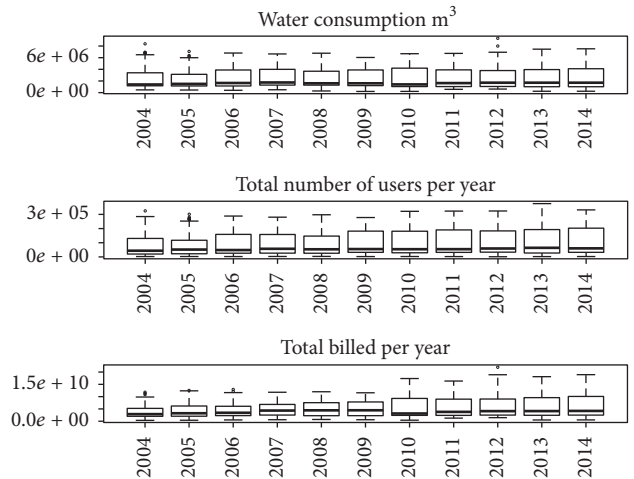 Water consumption m³
6e + 06
0e + 00
2004 2005 2006 2007 2008 2009 2010 2011 2012 2013 2014
Total number of users per year
3e + 05
0e + 00
2004 2005 2006 2007 2008 2009 2010 2011 2012 2013 2014
Total billed per year
1.5e + 10
0.0e + 00
2004 2005 2006 2007 2008 2009 2010 2011 2012 2013 2014